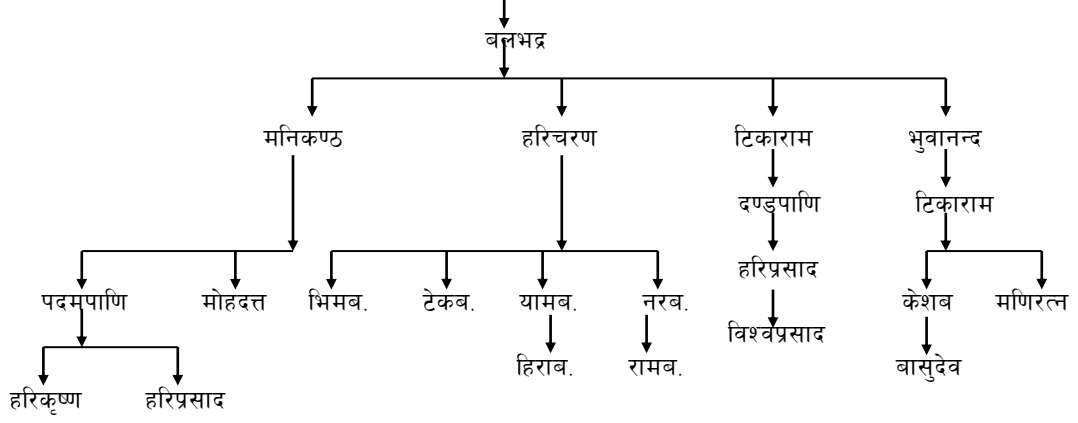 बलभद्र
मनिकण्ठ हरिचरण टिकाराम भुवानन्द
दण्डपाणि टिकाराम
हरिप्रसाद
पदमपाणि मोहदत्त भिमब. टेकब. यामब. नरब. केशब मणिरत्न
विश्वप्रसाद
हिराब. रामब. बासुदेव
हरिकृष्ण हरिप्रसाद